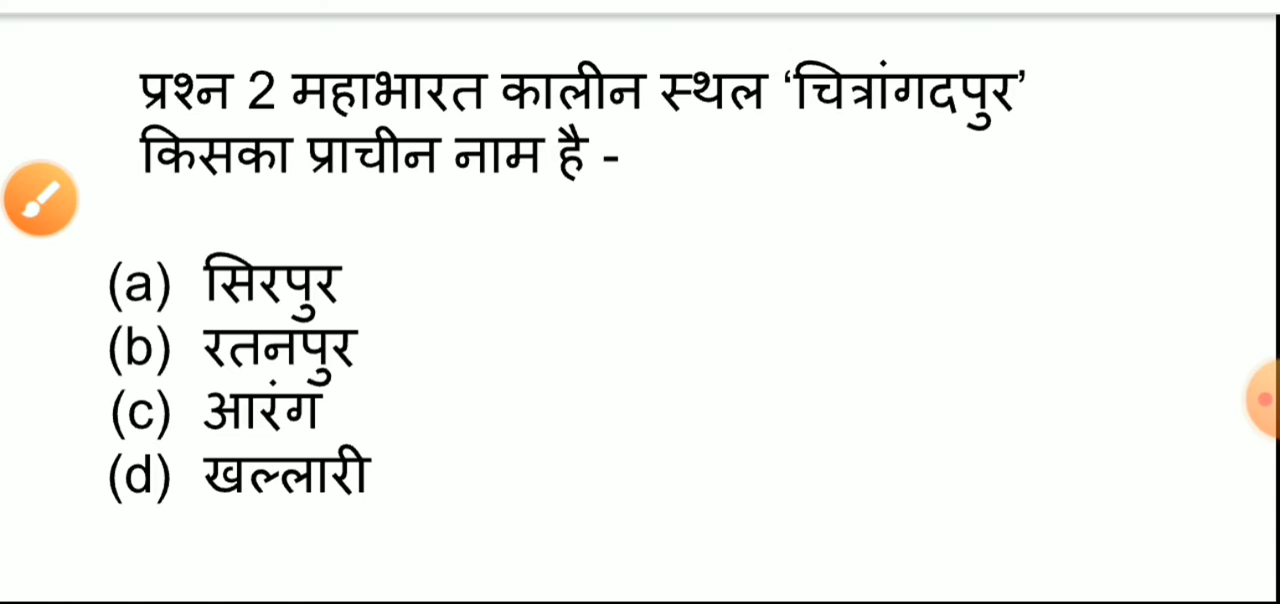 प्रश्न 2 महाभारत कालीन स्थल ‘चित्रांगदपुर’
किसका प्राचीन नाम है -
(a) सिरपुर
(b) रतनपुर
(c) आरंग
(d) खल्लारी